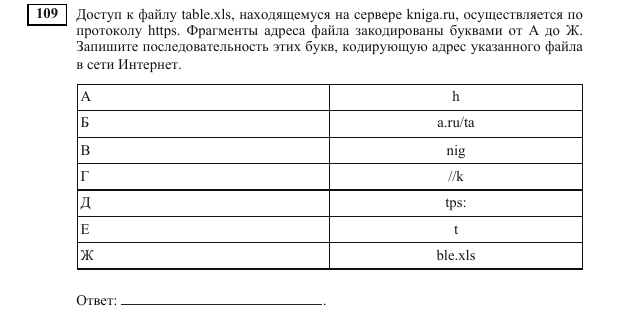 109
Доступ к файлу table.xls, находящемуся на сервере kniga.ru, осуществляется по
протоколу https. Фрагменты адреса файла закодированы буквами от А до Ж.
Запишите последовательность этих букв, кодирующую адрес указанного файла
в сети Интернет.
А h
Б a.ru/ta
В nig
Г //k
Д tps:
Е t
Ж ble.xls
Ответ: .